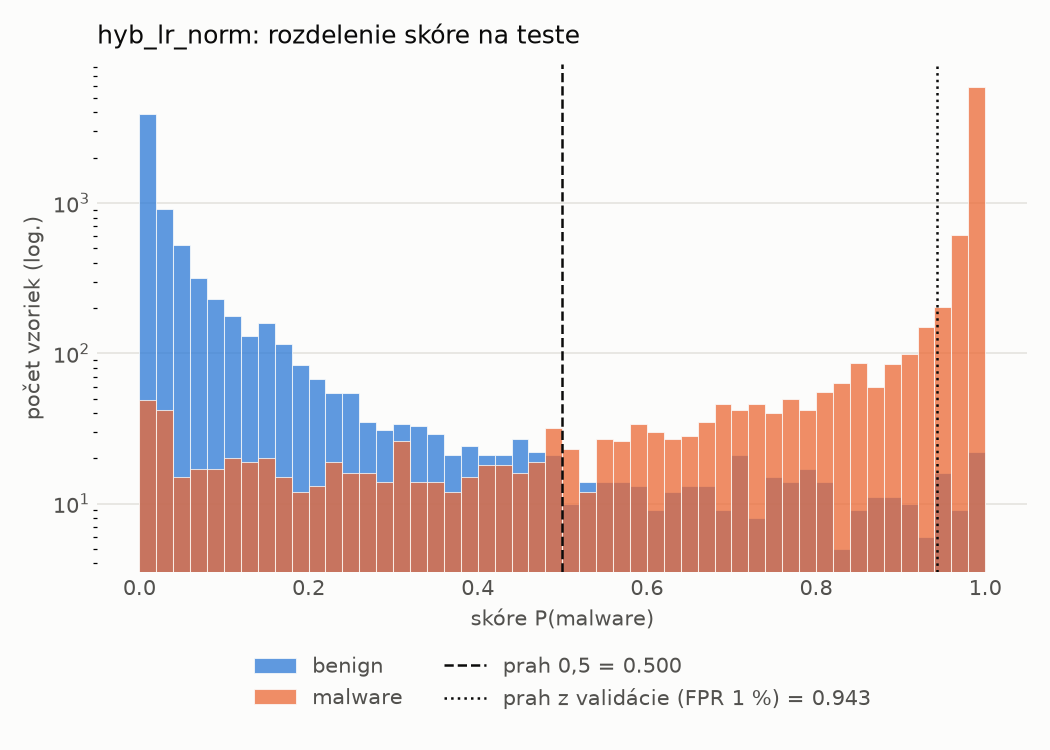 hyb_lr_norm: rozdelenie skóre na teste
počet vzoriek (log.)
10³
10²
10¹
0.0 0.2 0.4 0.6 0.8 1.0
skóre P(malware)
benign
malware
prah 0,5 = 0.500
prah z validácie (FPR 1 %) = 0.943